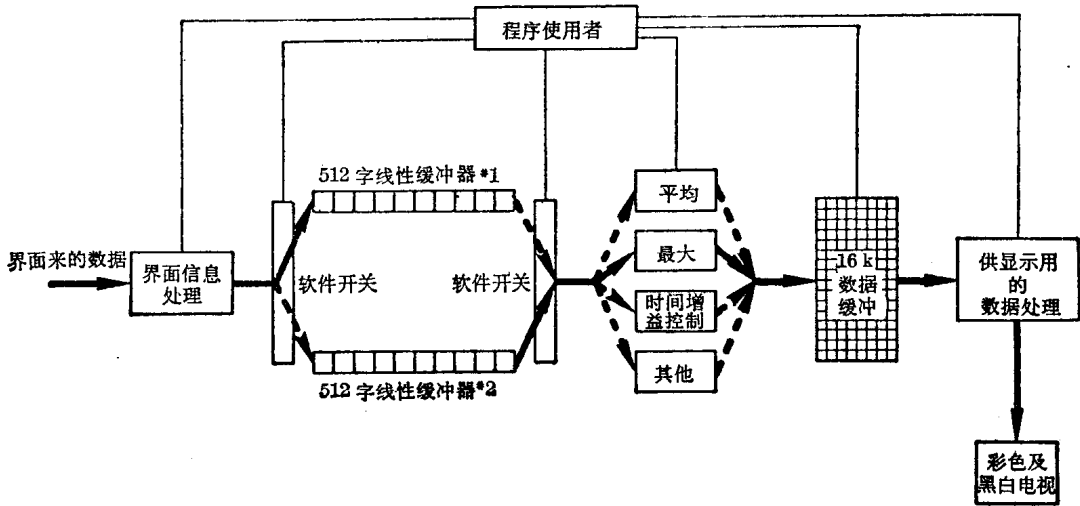 程序使用者
512 字线性缓冲器#1
平均
界面来的数据
界面信息
处理
软件开关
软件开关
最大
时间增
益控制
其他
16 k
数据
缓冲
供显示用
的
数据处理
512 字线性缓冲器#2
彩色及
黑白电视